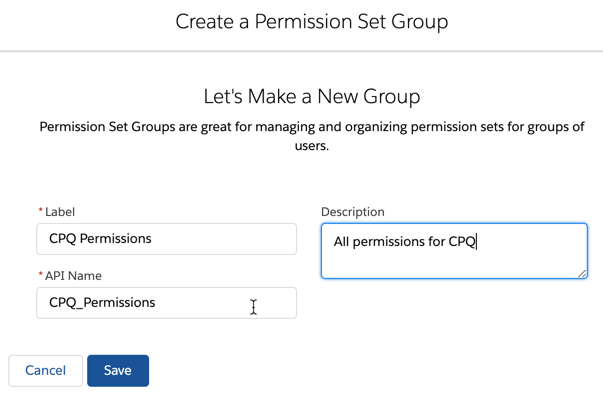 Create a Permission Set Group
Let's Make a New Group
Permission Set Groups are great for managing and organizing permission sets for groups of
users.
* Label
CPQ Permissions
* API Name
CPQ_Permissions
Description
All permissions for CPQ
Cancel
Save